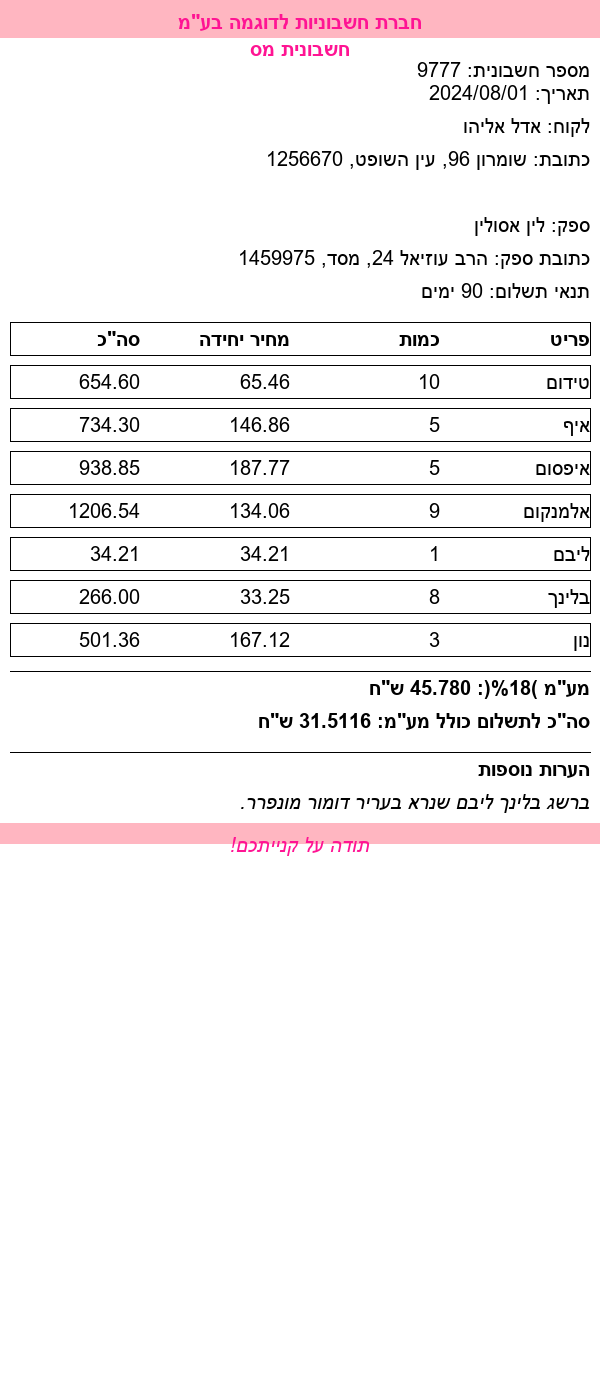 חברת חשבוניות לדוגמה בע"מ
חשבונית מס
מספר חשבונית: 9777
תאריך: 2024/08/01
לקוח: אדל אליהו
כתובת: שומרון 96, עין השופט, 1256670
ספק: לין אסולין
כתובת ספק: הרב עוזיאל 24, מסד, 1459975
תנאי תשלום: 90 ימים
פריט כמות מחיר יחידה סה"כ
טידום 10 65.46 654.60
איף 5 146.86 734.30
איפסום 5 187.77 938.85
אלמנקום 9 134.06 1206.54
ליבם 1 34.21 34.21
בלינך 8 33.25 266.00
נון 3 167.12 501.36
מע"מ )18%(: 45.780 ש"ח
סה"כ לתשלום כולל מע"מ: 31.5116 ש"ח
הערות נוספות
ברשג בלינך ליבם שנרא בעריר דומור מונפרר.
תודה על קנייתכם!